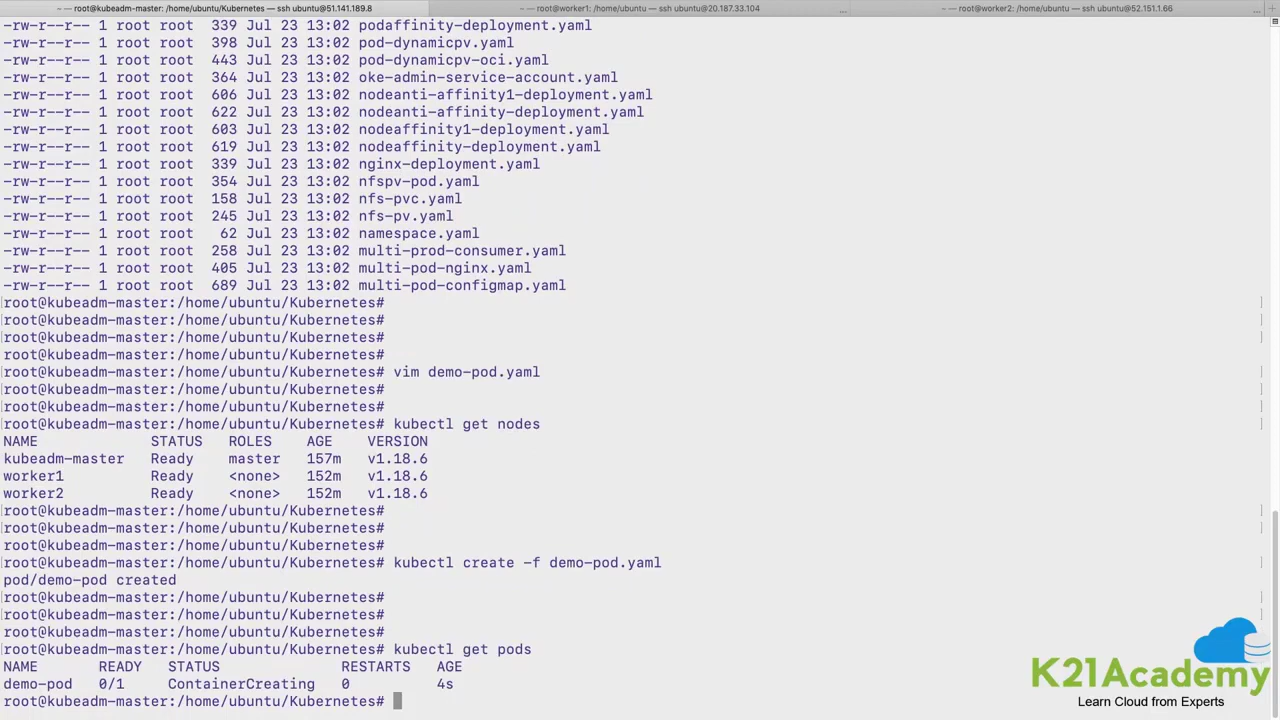 ~ — root@kubeadm-master: /home/ubuntu/Kubernetes — ssh ubuntu@51.141.189.8
~ — root@worker1: /home/ubuntu — ssh ubuntu@20.187.33.104 ...
~ — root@worker2: /home/ubuntu — ssh ubuntu@52.151.1.66 ... +
-rw-r--r-- 1 root root  339 Jul 23 13:02 podaffinity-deployment.yaml
-rw-r--r-- 1 root root  398 Jul 23 13:02 pod-dynamicpv.yaml
-rw-r--r-- 1 root root  443 Jul 23 13:02 pod-dynamicpv-oci.yaml
-rw-r--r-- 1 root root  364 Jul 23 13:02 oke-admin-service-account.yaml
-rw-r--r-- 1 root root  606 Jul 23 13:02 nodeanti-affinity1-deployment.yaml
-rw-r--r-- 1 root root  622 Jul 23 13:02 nodeanti-affinity-deployment.yaml
-rw-r--r-- 1 root root  603 Jul 23 13:02 nodeaffinity1-deployment.yaml
-rw-r--r-- 1 root root  619 Jul 23 13:02 nodeaffinity-deployment.yaml
-rw-r--r-- 1 root root  339 Jul 23 13:02 nginx-deployment.yaml
-rw-r--r-- 1 root root  354 Jul 23 13:02 nfspv-pod.yaml
-rw-r--r-- 1 root root  158 Jul 23 13:02 nfs-pvc.yaml
-rw-r--r-- 1 root root  245 Jul 23 13:02 nfs-pv.yaml
-rw-r--r-- 1 root root   62 Jul 23 13:02 namespace.yaml
-rw-r--r-- 1 root root  258 Jul 23 13:02 multi-prod-consumer.yaml
-rw-r--r-- 1 root root  405 Jul 23 13:02 multi-pod-nginx.yaml
-rw-r--r-- 1 root root  689 Jul 23 13:02 multi-pod-configmap.yaml
root@kubeadm-master:/home/ubuntu/Kubernetes#
root@kubeadm-master:/home/ubuntu/Kubernetes#
root@kubeadm-master:/home/ubuntu/Kubernetes#
root@kubeadm-master:/home/ubuntu/Kubernetes#
root@kubeadm-master:/home/ubuntu/Kubernetes# vim demo-pod.yaml
root@kubeadm-master:/home/ubuntu/Kubernetes#
root@kubeadm-master:/home/ubuntu/Kubernetes#
root@kubeadm-master:/home/ubuntu/Kubernetes# kubectl get nodes
NAME             STATUS   ROLES    AGE    VERSION
kubeadm-master   Ready    master   157m   v1.18.6
worker1          Ready    <none>   152m   v1.18.6
worker2          Ready    <none>   152m   v1.18.6
root@kubeadm-master:/home/ubuntu/Kubernetes#
root@kubeadm-master:/home/ubuntu/Kubernetes#
root@kubeadm-master:/home/ubuntu/Kubernetes#
root@kubeadm-master:/home/ubuntu/Kubernetes# kubectl create -f demo-pod.yaml
pod/demo-pod created
root@kubeadm-master:/home/ubuntu/Kubernetes#
root@kubeadm-master:/home/ubuntu/Kubernetes#
root@kubeadm-master:/home/ubuntu/Kubernetes#
root@kubeadm-master:/home/ubuntu/Kubernetes# kubectl get pods
NAME       READY   STATUS              RESTARTS   AGE
demo-pod   0/1     ContainerCreating   0          4s
root@kubeadm-master:/home/ubuntu/Kubernetes#
K21Academy
Learn Cloud from Experts